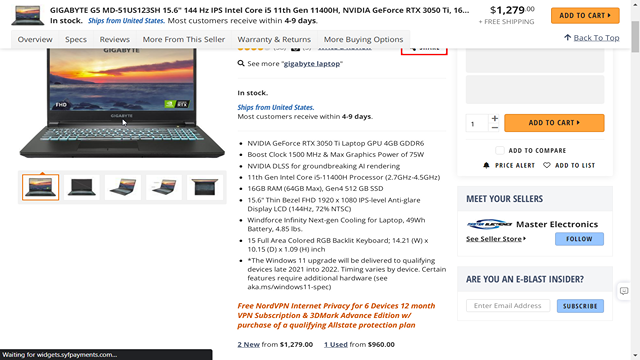 GIGABYTE G5 MD-51US123SH 15.6" 144 Hz IPS Intel Core i5 11th Gen 11400H, NVIDIA GeForce RTX 3050 Ti, 16...
In stock. Ships from United States. Most customers receive within 4-9 days.
$1,279.00
+ FREE SHIPPING
ADD TO CART
Overview Specs Reviews More From This Seller Warranty & Returns More Buying Options
Back To Top
See more "gigabyte laptop"
In stock.
Ships from United States.
Most customers receive within 4-9 days.
FHD
GIGABYTE
• NVIDIA GeForce RTX 3050 Ti Laptop GPU 4GB GDDR6
• Boost Clock 1500 MHz & Max Graphics Power of 75W
• NVIDIA DLSS for groundbreaking AI rendering
• 11th Gen Intel Core i5-11400H Processor (2.7GHz-4.5GHz)
• 16GB RAM (64GB Max), Gen4 512 GB SSD
• 15.6" Thin Bezel FHD 1920 x 1080 IPS-level Anti-glare
Display LCD (144Hz, 72% NTSC)
• Windforce Infinity Next-gen Cooling for Laptop, 49Wh
Battery, 4.85 lbs.
• 15 Full Area Colored RGB Backlit Keyboard; 14.21 (W) x
10.15 (D) x 1.09 (H) inch
• *The Windows 11 upgrade will be delivered to qualifying
devices late 2021 into 2022. Timing varies by device. Certain
features require additional hardware (see
aka.ms/windows11-spec)
Free NordVPN Internet Privacy for 6 Devices 12 month
VPN Subscription & 3DMark Advance Edition w/
purchase of a qualifying Allstate protection plan
2 New from $1,279.00 1 Used from $960.00
1
+
−
ADD TO CART
ADD TO COMPARE
PRICE ALERT ADD TO LIST
MEET YOUR SELLERS
Master Electronics
See Seller Store
FOLLOW
ARE YOU AN E-BLAST INSIDER?
Enter Email Address
SUBSCRIBE
Waiting for widgets.syfpayments.com...